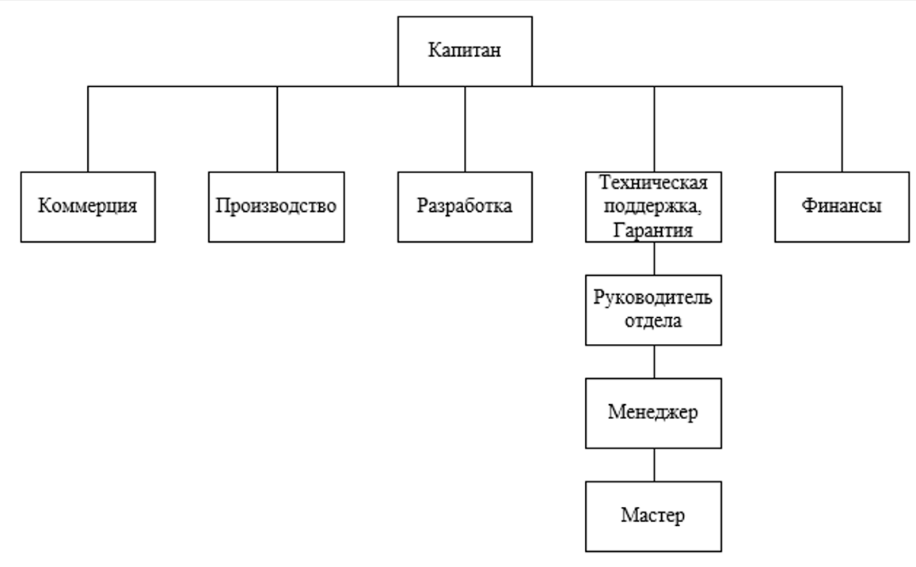 Капитан
Коммерция
Производство
Разработка
Техническая
поддержка,
Гарантия
Финансы
Руководитель
отдела
Менеджер
Мастер